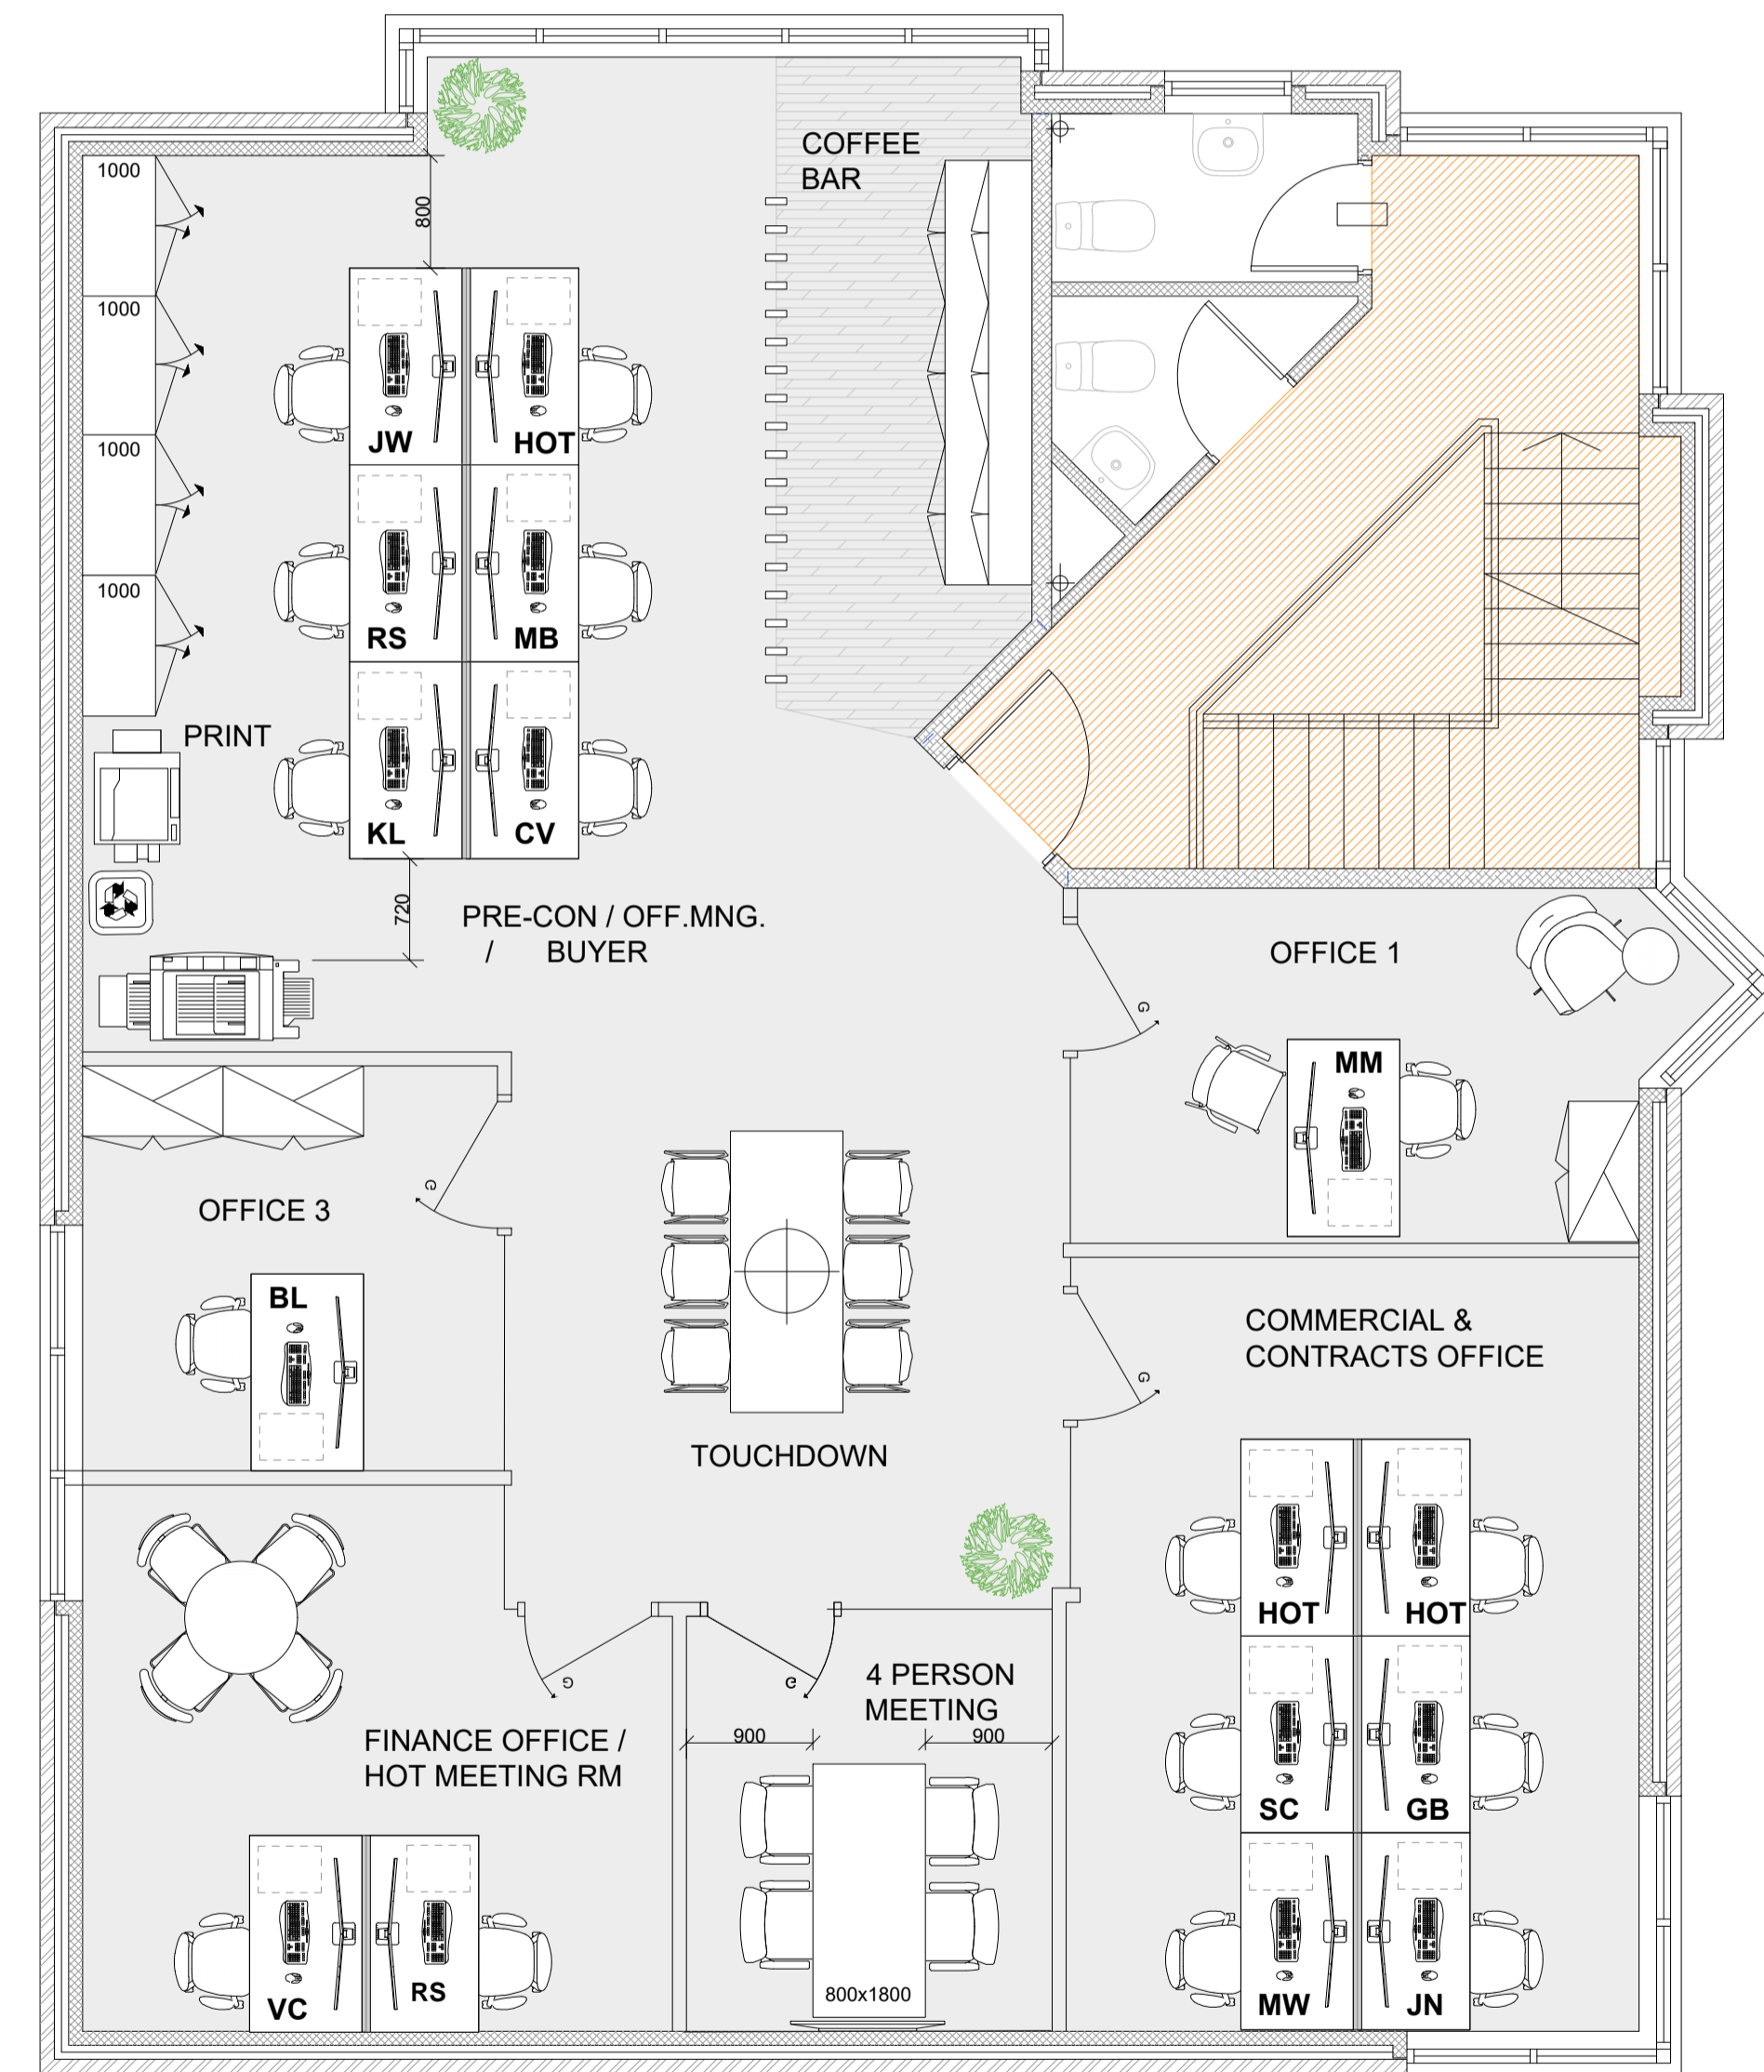 COFFEE
BAR
1000
1000
1000
1000
800
JW
HOT
RS
MB
KL
CV
PRINT
720
PRE-CON / OFF.MNG.
/ BUYER
OFFICE 1
G
MM
OFFICE 3
G
BL
COMMERCIAL &
CONTRACTS OFFICE
G
TOUCHDOWN
HOT
HOT
4 PERSON
MEETING
G
G
900
900
FINANCE OFFICE /
HOT MEETING RM
SC
GB
800x1800
VC
RS
MW
JN